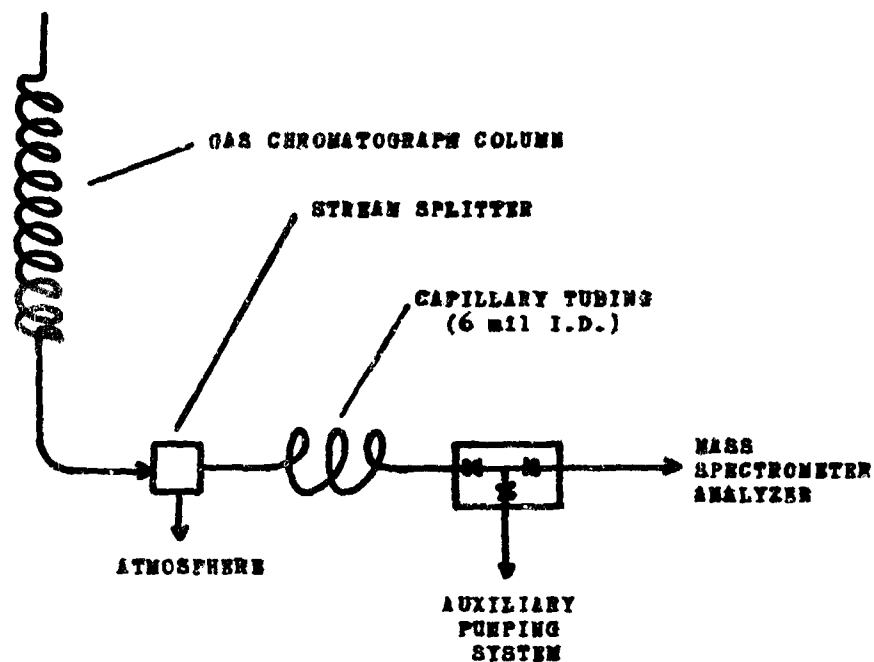 GAS CHROMATOGRAPH COLUMN
STREAM SPLITTER
CAPILLARY TUBING
(6 mil I.D.)
MASS
SPECTROMETER
ANALYZER
ATMOSPHERE
AUXILIARY
PUMPING
SYSTEM